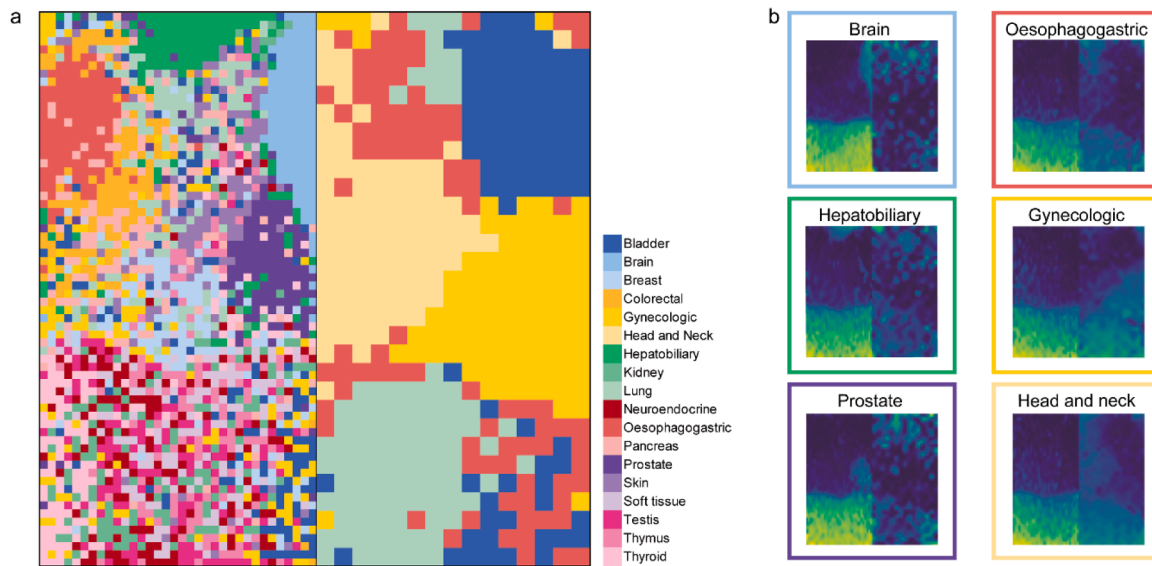 a
Bladder
Brain
Breast
Colorectal
Gynecologic
Head and Neck
Hepatobiliary
Kidney
Lung
Neuroendocrine
Oesophagogastric
Pancreas
Prostate
Skin
Soft tissue
Testis
Thymus
Thyroid
b
Brain
Oesophagogastric
Hepatobiliary
Gynecologic
Prostate
Head and neck